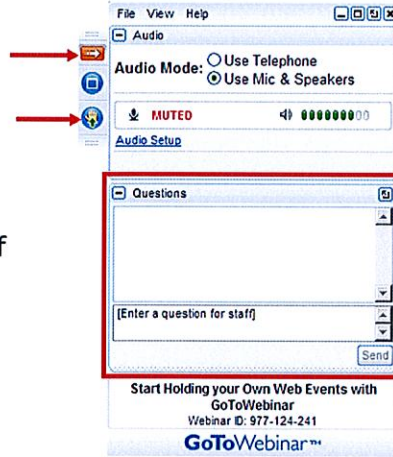 File View Help
Audio
Audio Mode: Use Telephone
Use Mic & Speakers
MUTED
Audio Setup
Questions
f
[Enter a question for staff]
Send
Start Holding your Own Web Events with
GoToWebinar
Webinar ID: 977-124-241
GoToWebinar™